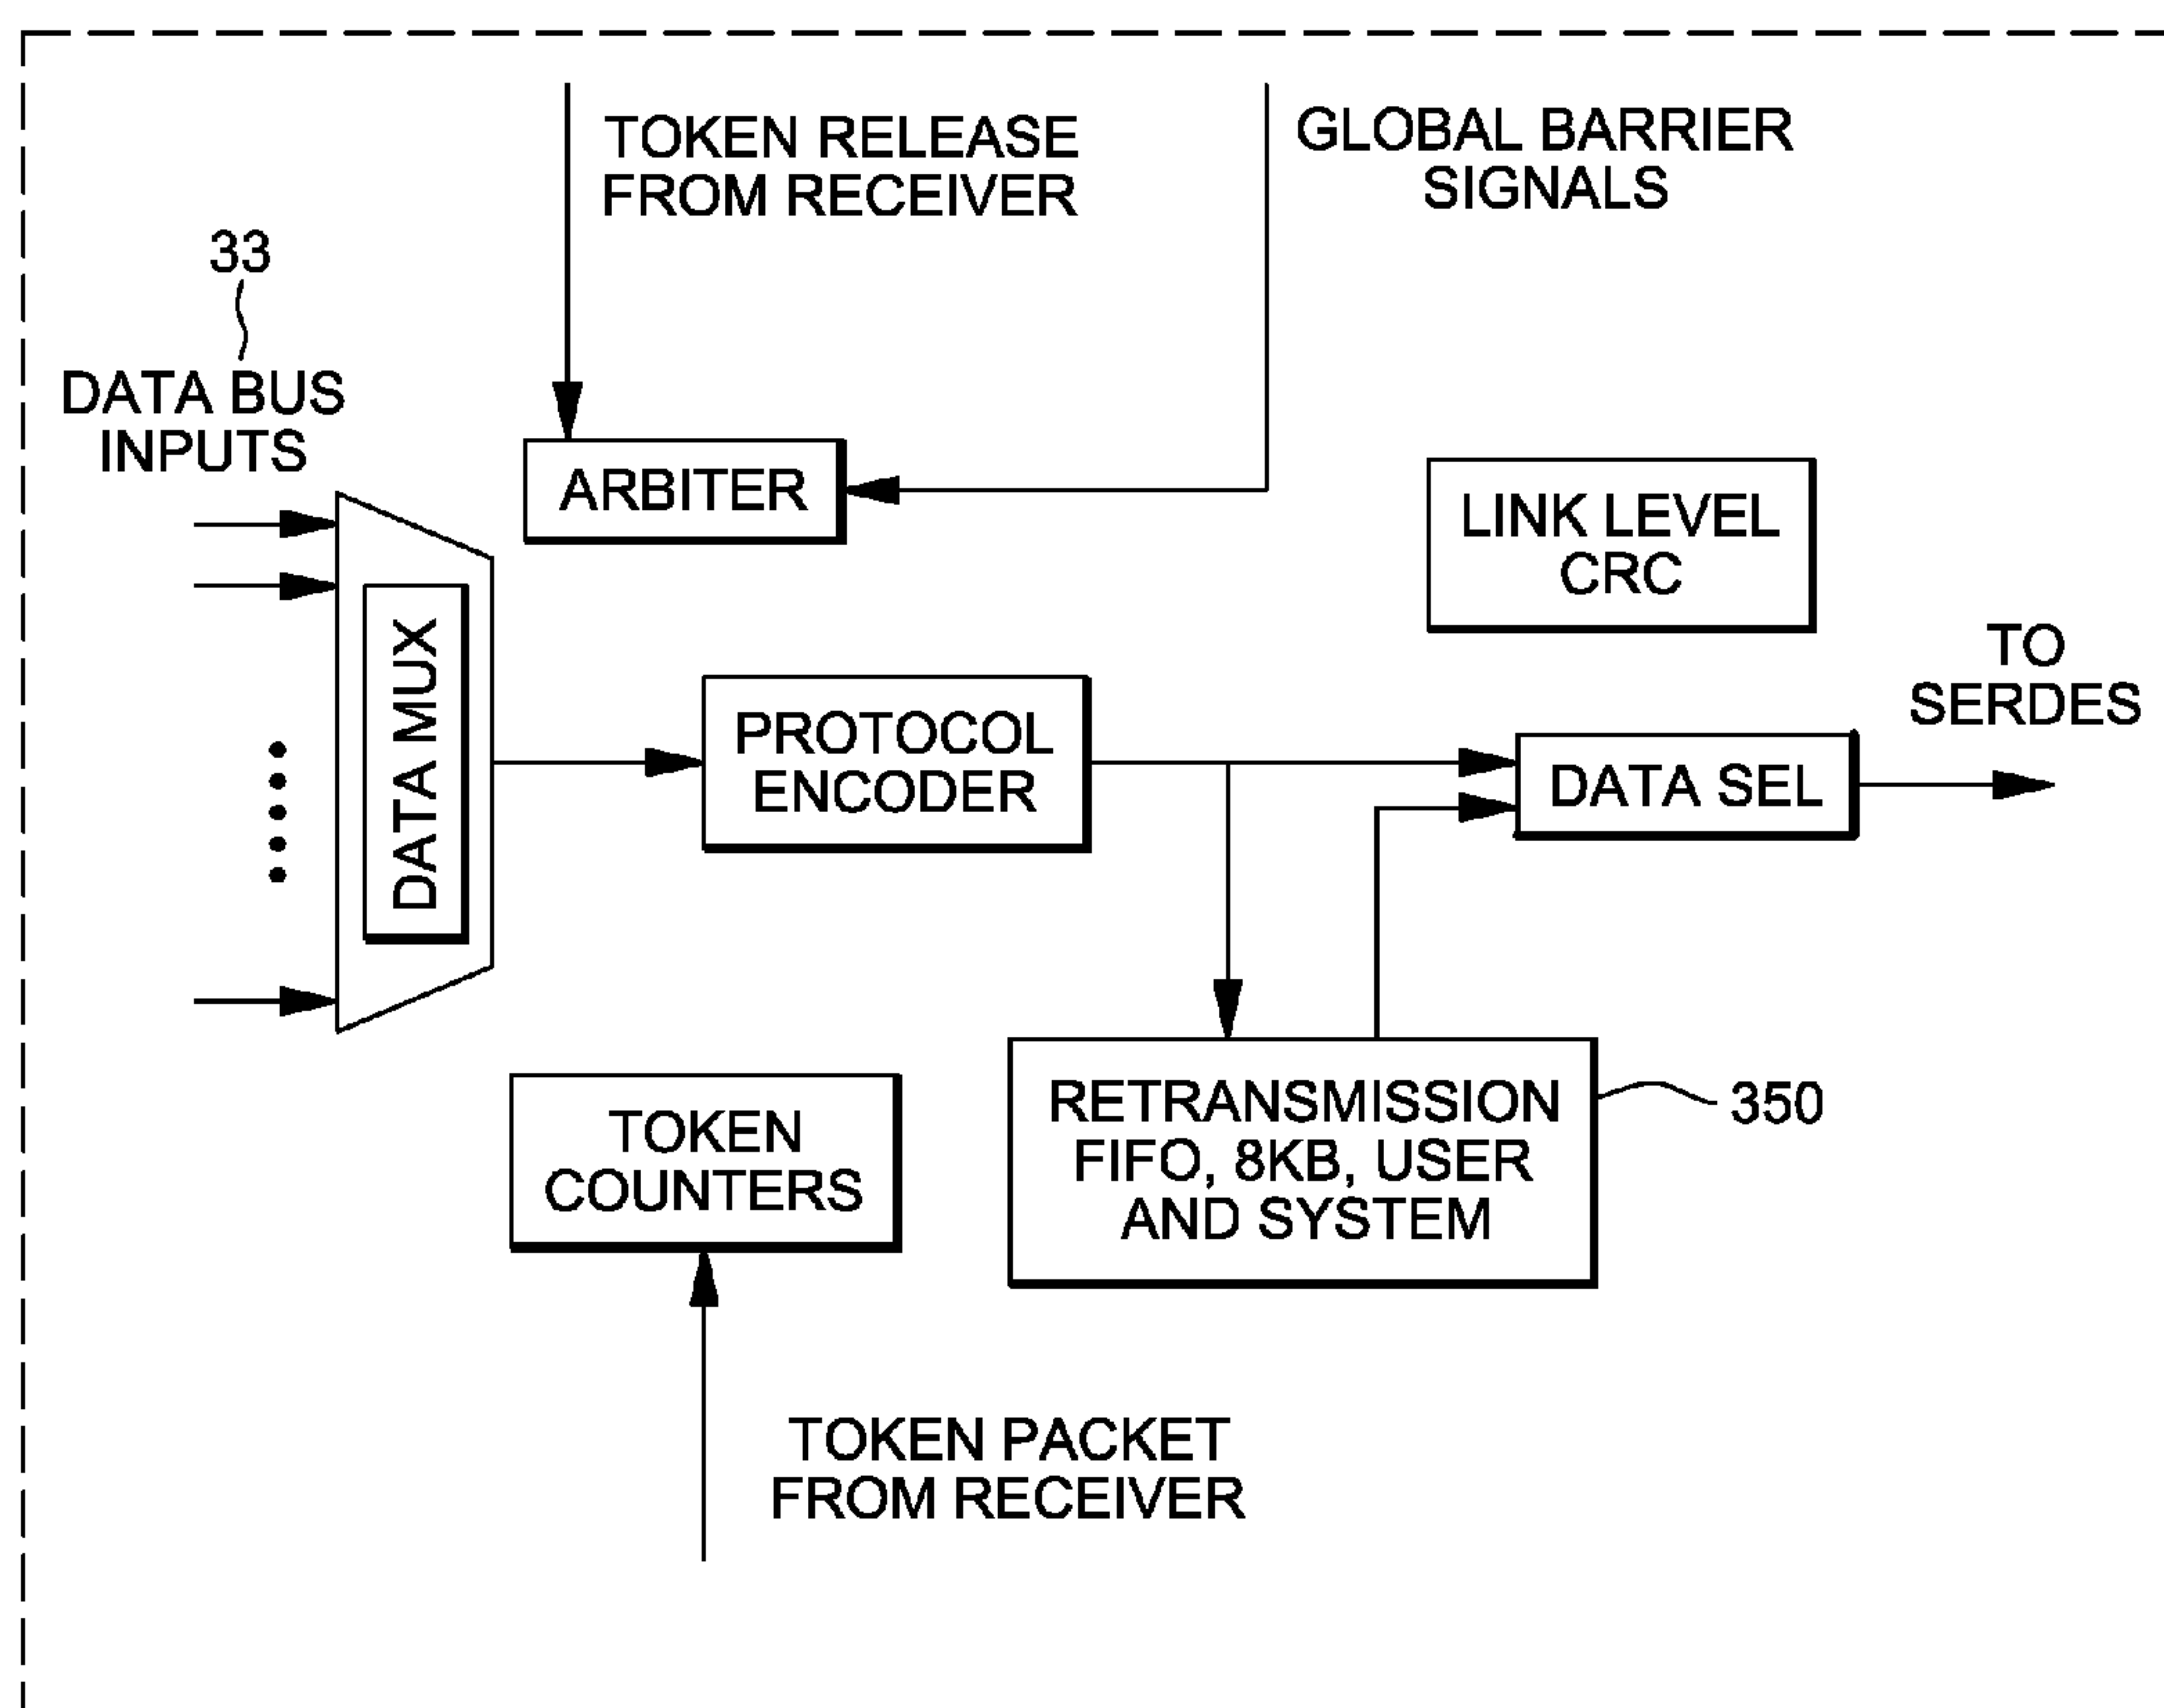 TOKEN RELEASE
FROM RECEIVER
GLOBAL BARRIER
SIGNALS
33
DATA BUS
INPUTS
ARBITER
LINK LEVEL
CRC
DATA MUX
PROTOCOL
ENCODER
DATA SEL
TO
SERDES
TOKEN
COUNTERS
RETRANSMISSION
FIFO, 8KB, USER
AND SYSTEM
350
TOKEN PACKET
FROM RECEIVER